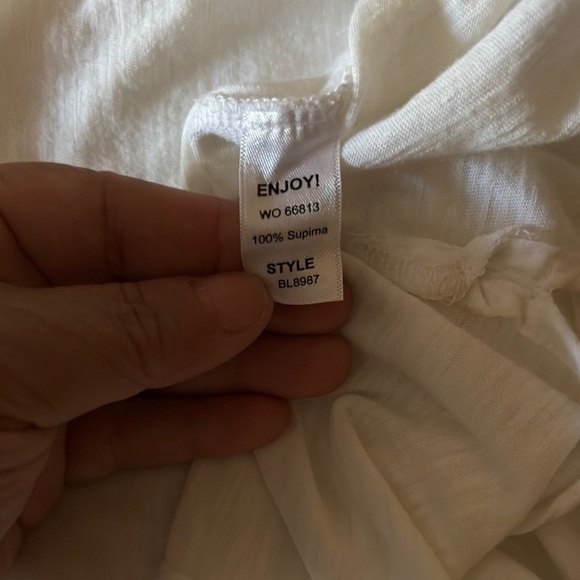 ENJOY!
WO 66813
100% Supima
STYLE
BL8987